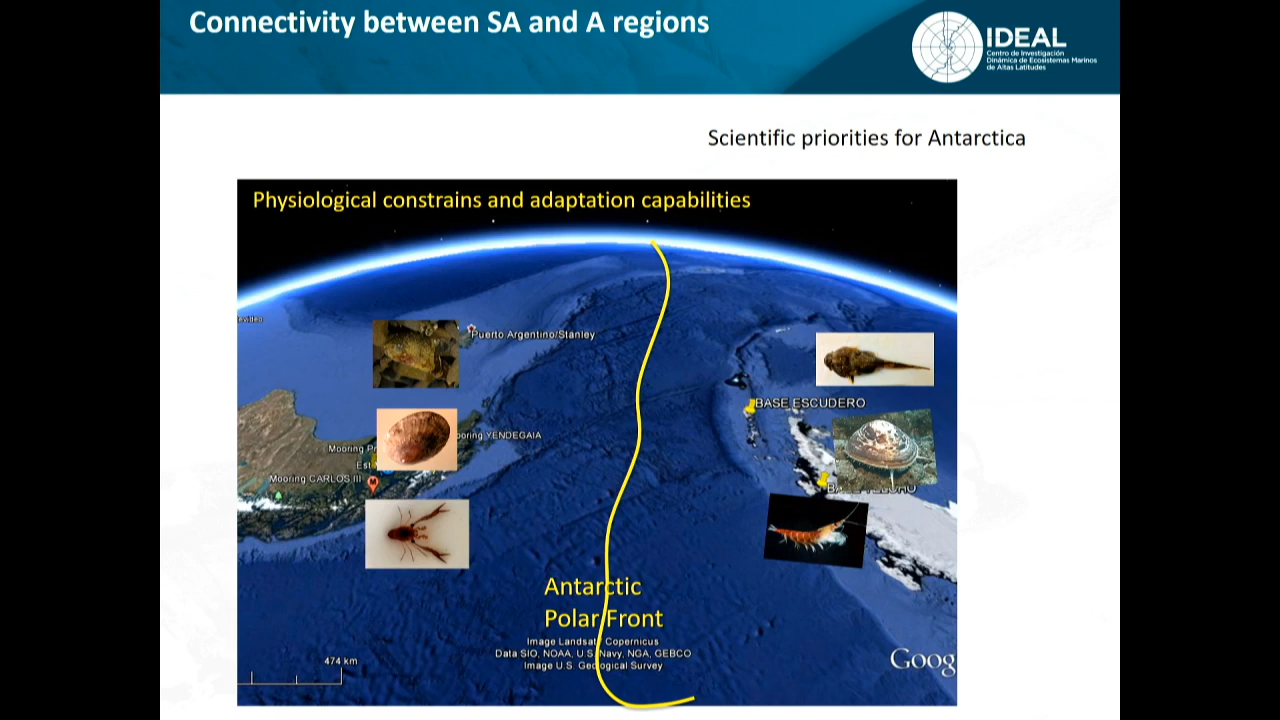 Connectivity between SA and A regions
IDEAL
Centro de Investigación
Dinámica de Ecosistemas Marinos
de Altas Latitudes
Scientific priorities for Antarctica
Physiological constrains and adaptation capabilities
Puerto Argentino/Stanley
BASE ESCUDERO
YENDEGAIA
Mooring
Est
Mooring CARLOS III
Antarctic
Polar Front
Image Landsat Copernicus
Data SIO, NOAA, U.S. Navy, NGA, GEBCO
Image U.S. Geological Survey
474 km
Goog